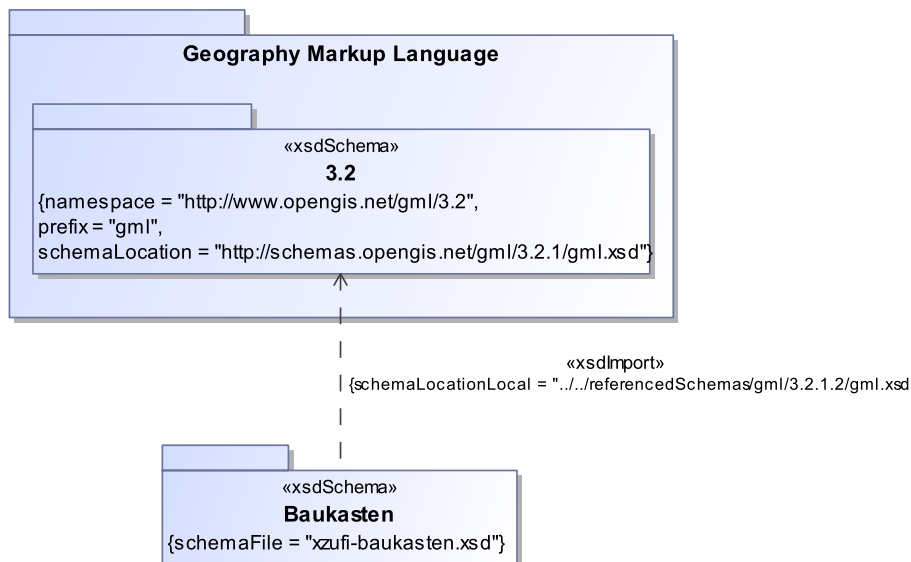 Geography Markup Language
«xsdSchema»
3.2
{namespace = "http://www.opengis.net/gml/3.2",
prefix = "gml",
schemaLocation = "http://schemas.opengis.net/gml/3.2.1/gml.xsd"}
«xsdImport»
{schemaLocationLocal = "../../referencedSchemas/gml/3.2.1.2/gml.xsd
«xsdSchema»
Baukasten
{schemaFile = "xzufi-baukasten.xsd"}